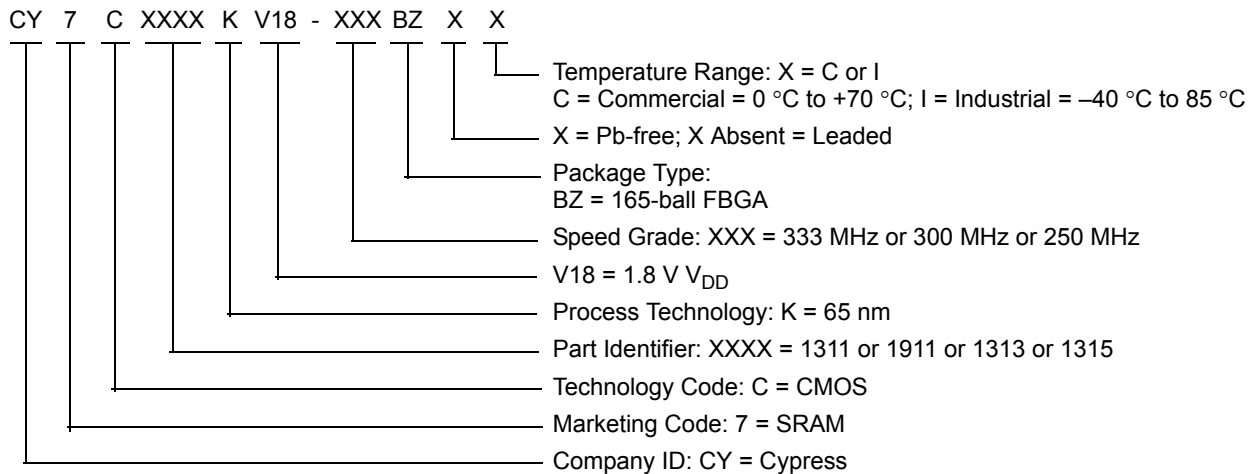 CY 7 C XXXX K V18 - XXX BZ X X
Temperature Range: X = C or I
C = Commercial = 0 °C to +70 °C; I = Industrial = –40 °C to 85 °C
X = Pb-free; X Absent = Leaded
Package Type:
BZ = 165-ball FBGA
Speed Grade: XXX = 333 MHz or 300 MHz or 250 MHz
V18 = 1.8 V VDD
Process Technology: K = 65 nm
Part Identifier: XXXX = 1311 or 1911 or 1313 or 1315
Technology Code: C = CMOS
Marketing Code: 7 = SRAM
Company ID: CY = Cypress